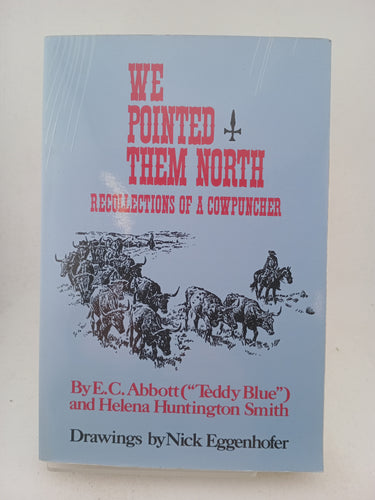 WE
POINTED
THEM NORTH
RECOLLECTIONS OF A COWPUNCHER
By E.C. Abbott ("Teddy Blue")
and Helena Huntington Smith
Drawings by Nick Eggenhofer